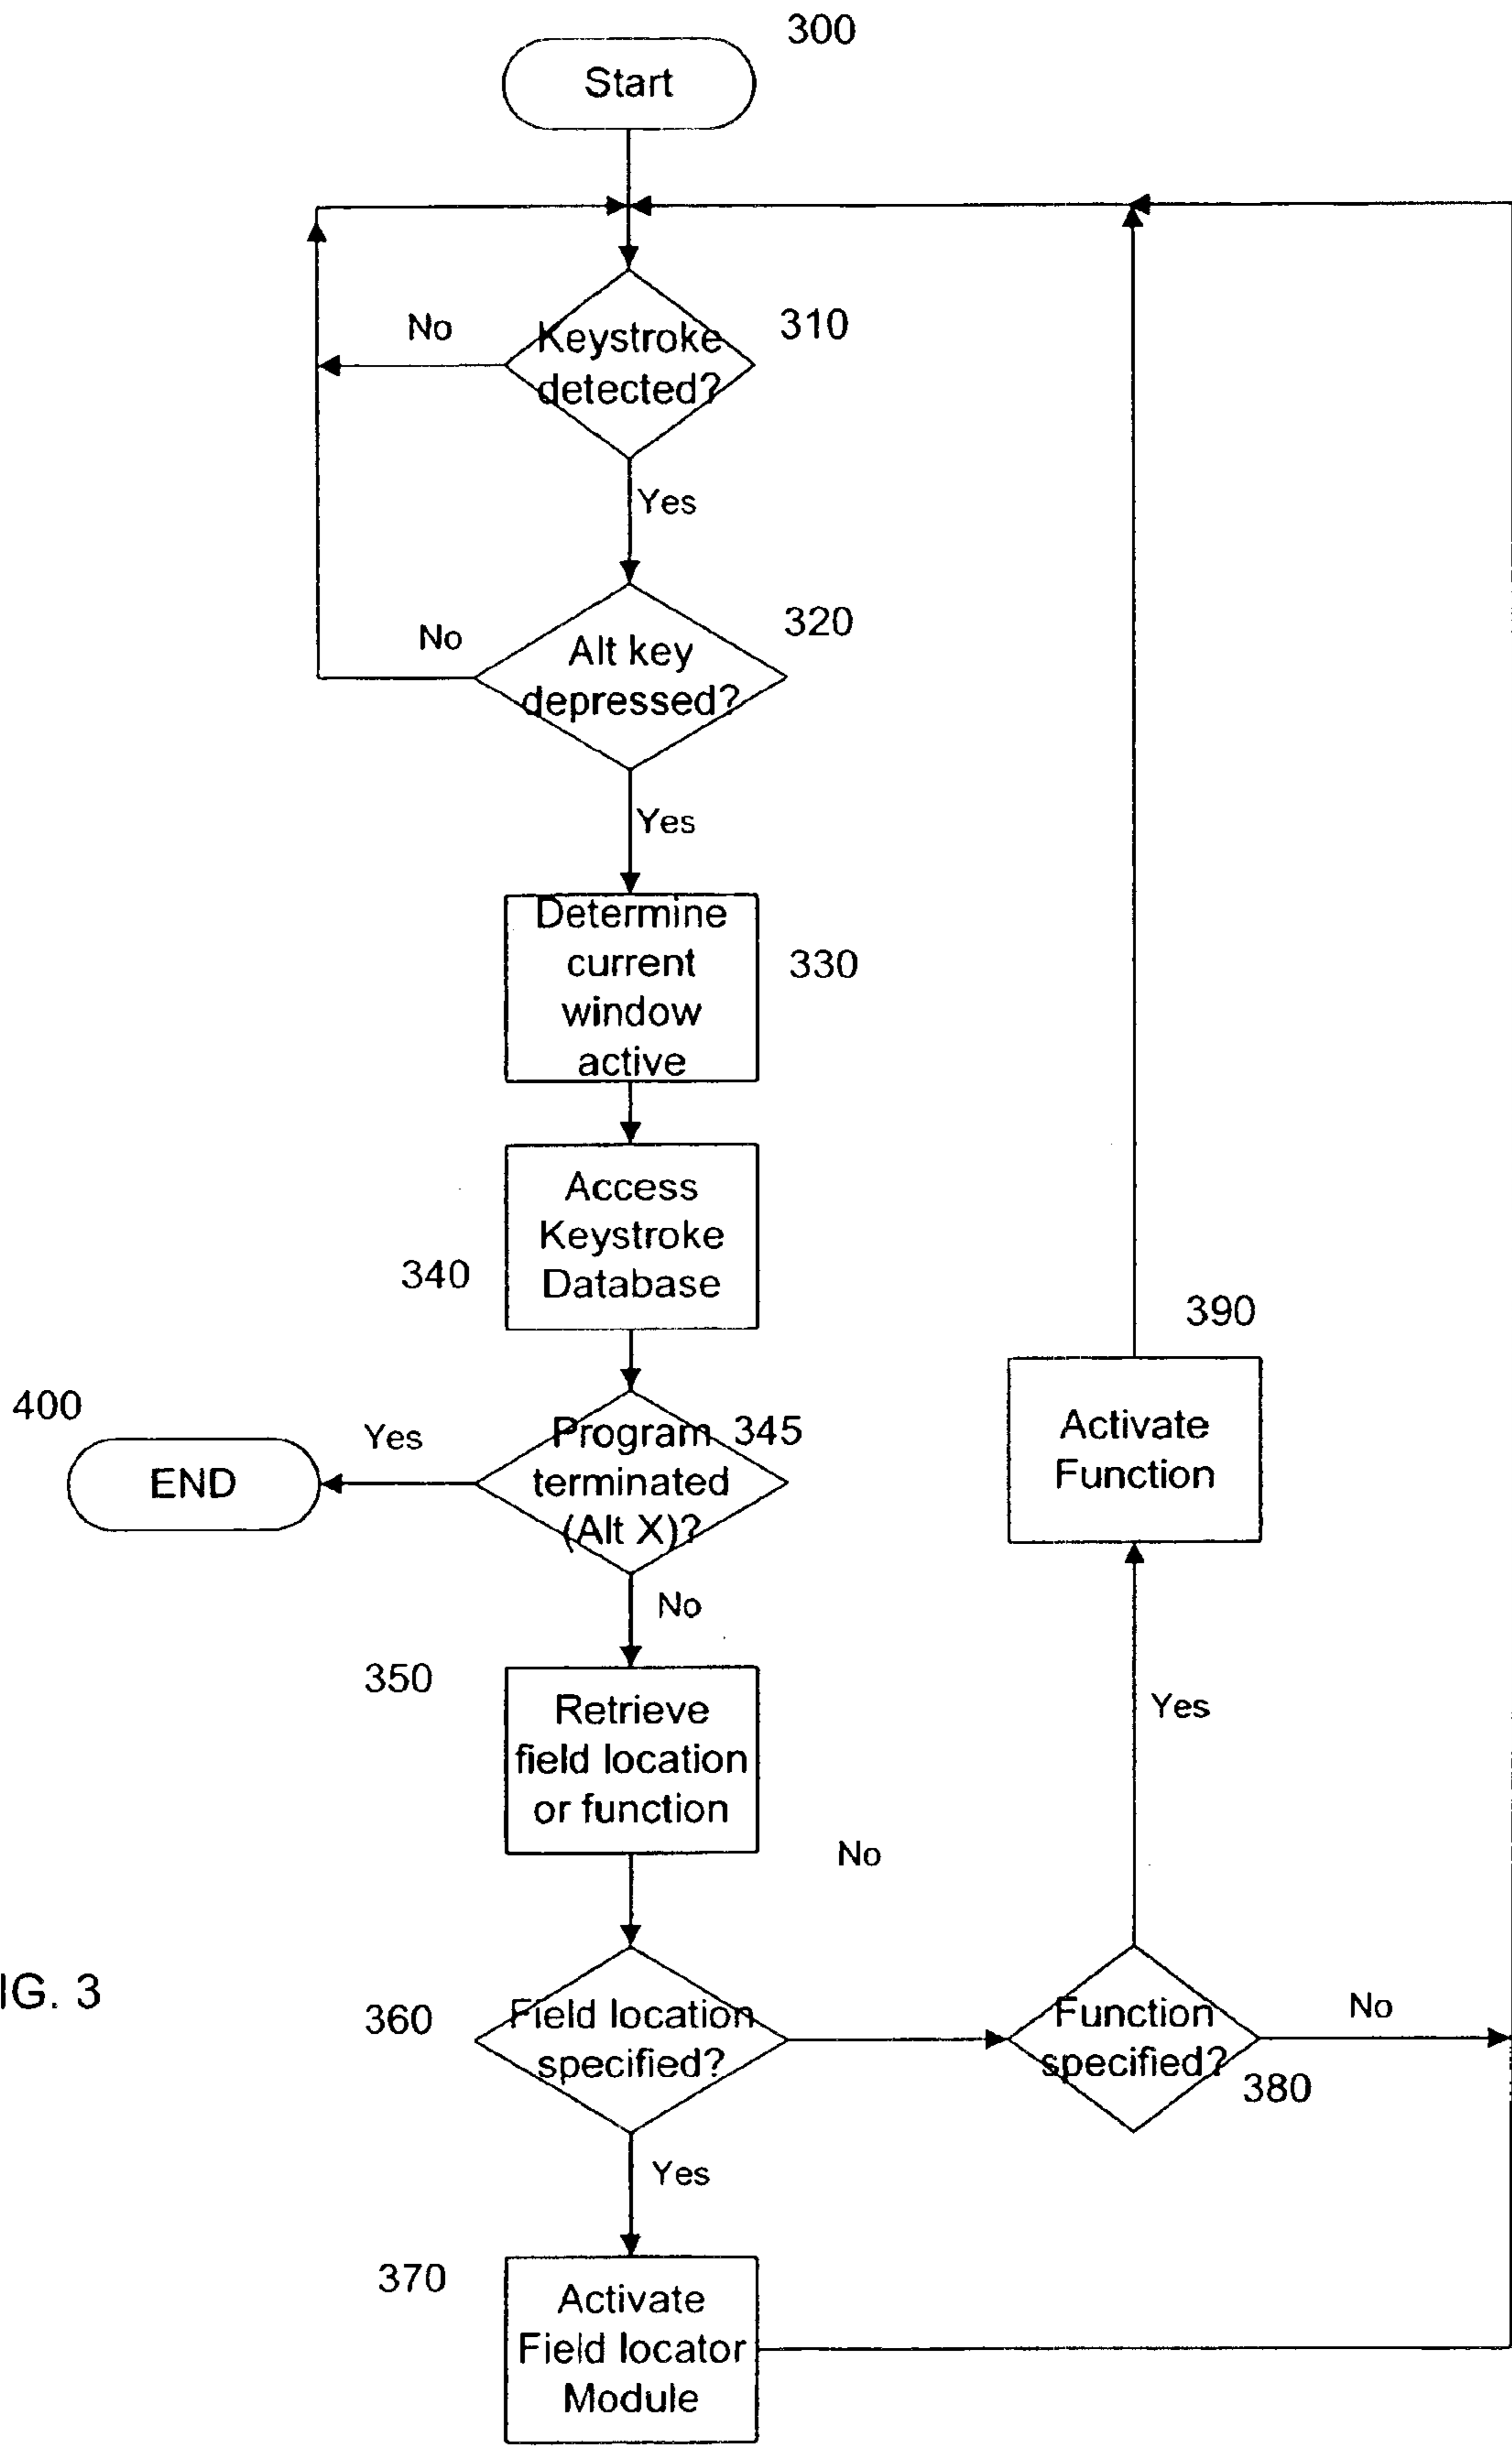 300
Start
No
Keystroke
detected?
310
Yes
No
Alt key
depressed?
320
Yes
Determine
current
window
active
330
Access
Keystroke
Database
340
390
400
END
Yes
Program
terminated
(Alt X)?
345
Activate
Function
No
350
Retrieve
field location
or function
Yes
No
IG. 3
360
Field location
specified?
Function
specified?
380
No
Yes
370
Activate
Field locator
Module